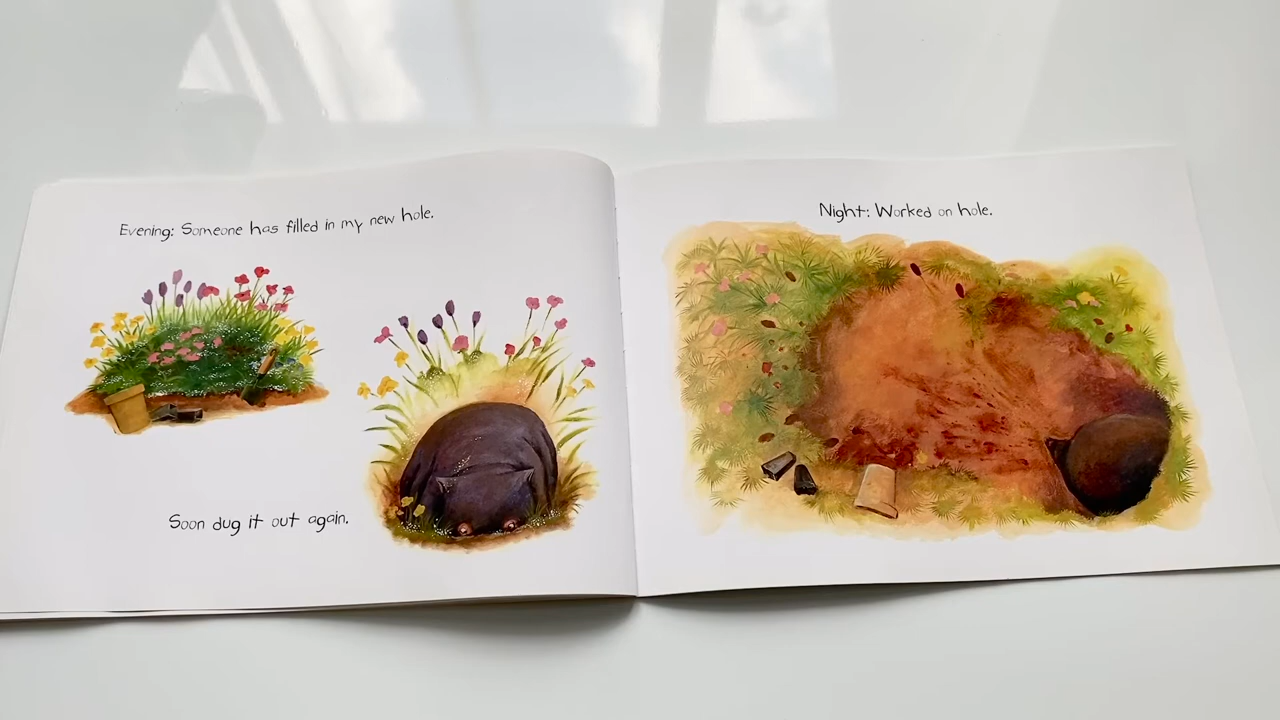 Evening: Someone has filled in my new hole.
Soon dug it out again.
Night: Worked on hole.